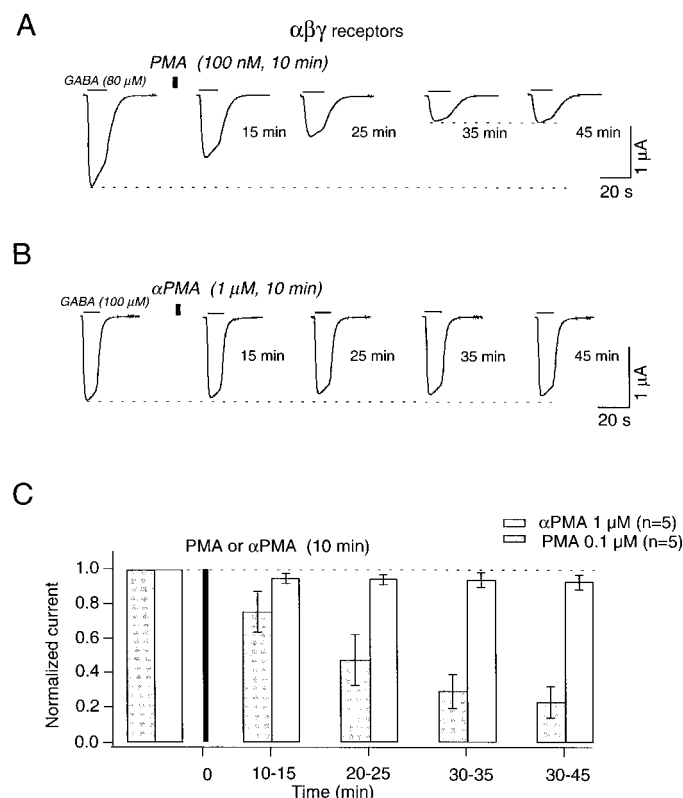 A
αβγ receptors
PMA (100 nM, 10 min)
GABA (80 µM)
15 min
25 min
35 min
45 min
1 µA
20 s
B
αPMA (1 µM, 10 min)
GABA (100 µM)
15 min
25 min
35 min
45 min
1 µA
20 s
C
αPMA 1 µM (n=5)
PMA 0.1 µM (n=5)
PMA or αPMA (10 min)
Normalized current
1.0
0.8
0.6
0.4
0.2
0.0
0
10-15
20-25
30-35
30-45
Time (min)